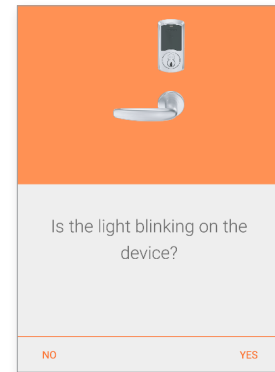 Is the light blinking on the
device?
NO YES